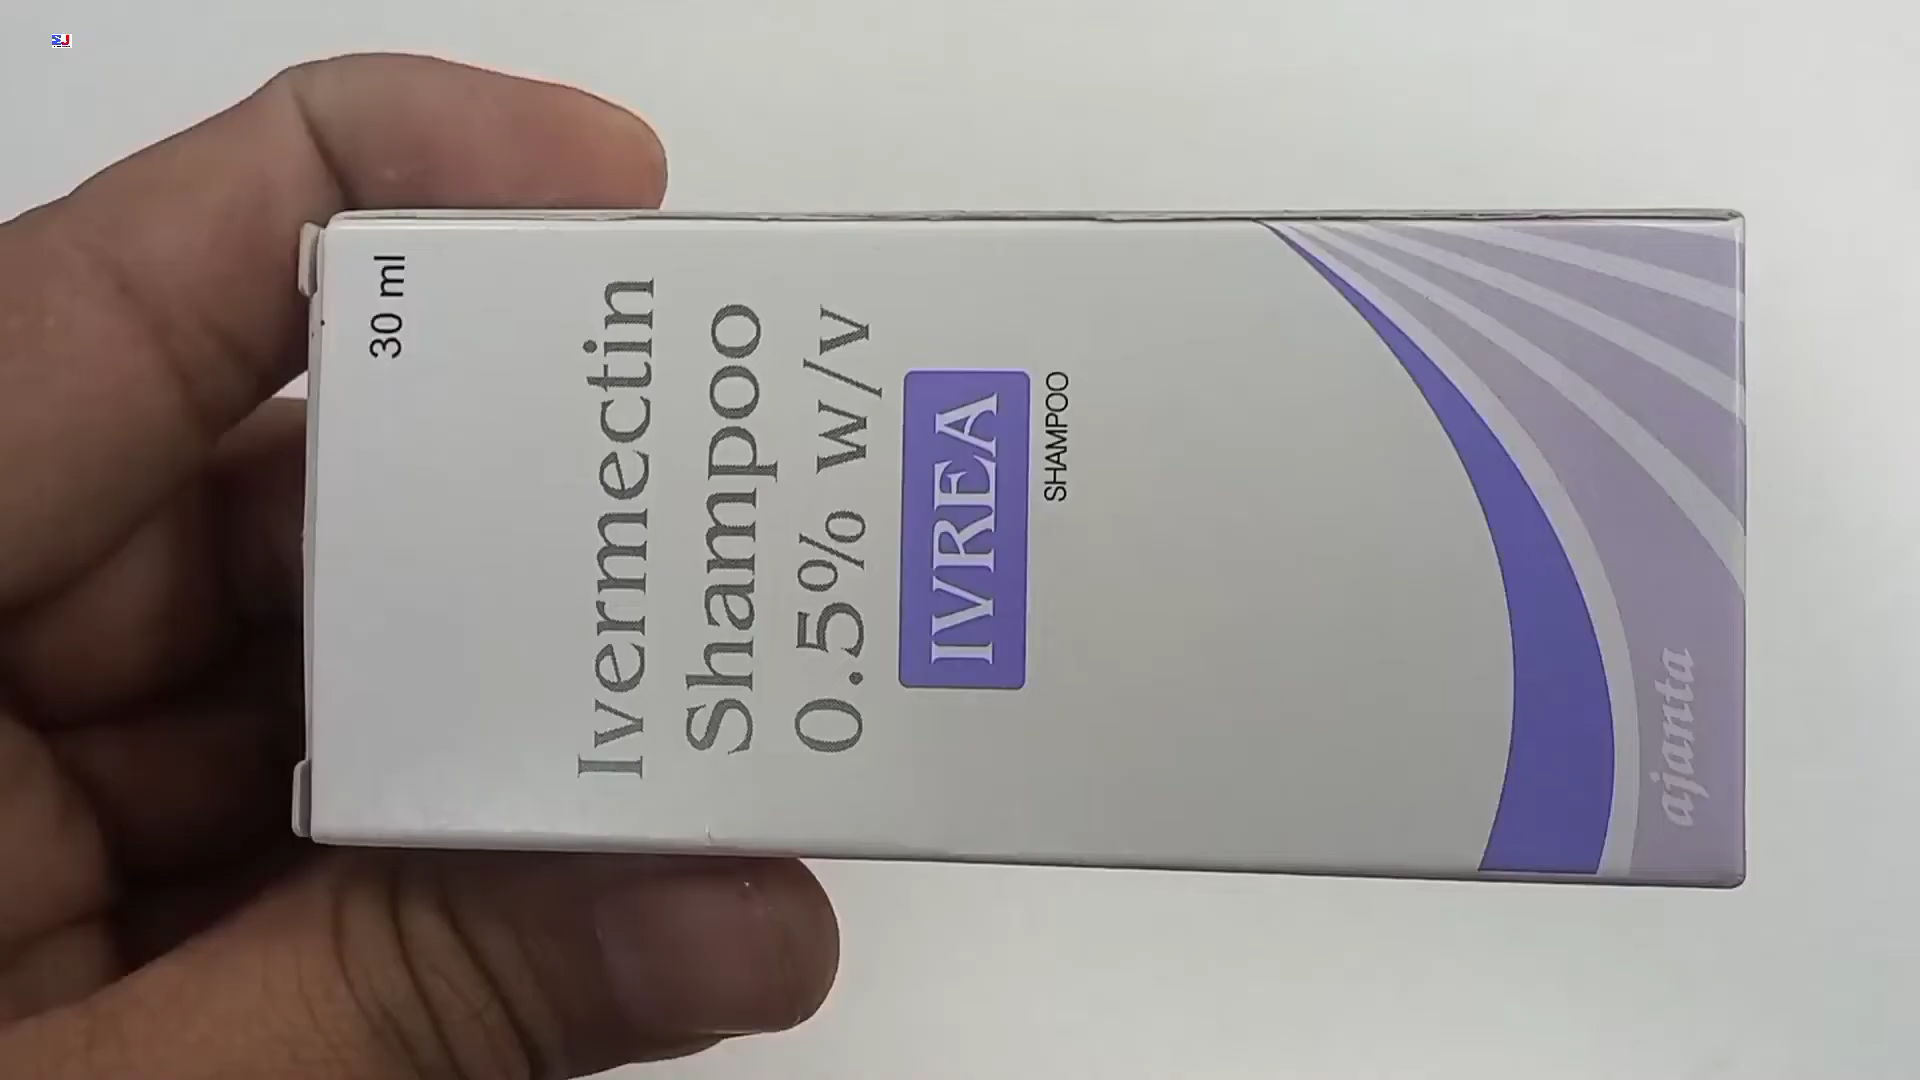 30 ml
Ivermectin
Shampoo
0.5% w/v
IVREA
SHAMPOO
ajanta